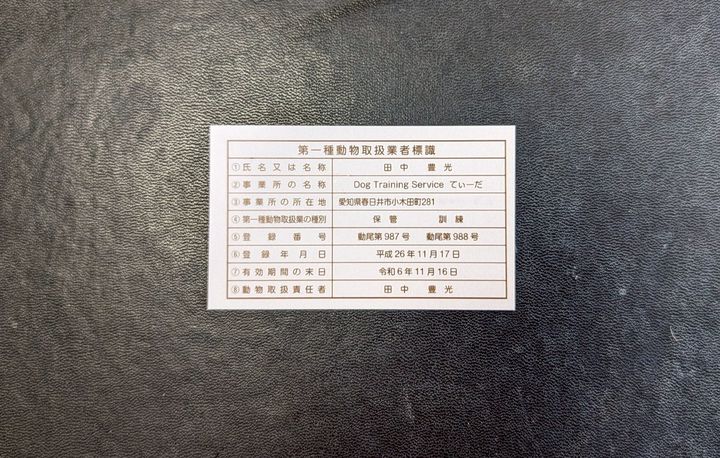 第一種動物取扱業者標識
①氏名又は名称 田中 豊光
②事業所の名称 Dog Training Service てぃーだ
③事業所の所在地 愛知県春日井市小木田町281
④第一種動物取扱業の種別 保管 訓練
⑤登録番号 動尾第987号 動尾第988号
⑥登録年月日 平成26年11月17日
⑦有効期間の末日 令和6年11月16日
⑧動物取扱責任者 田中 豊光